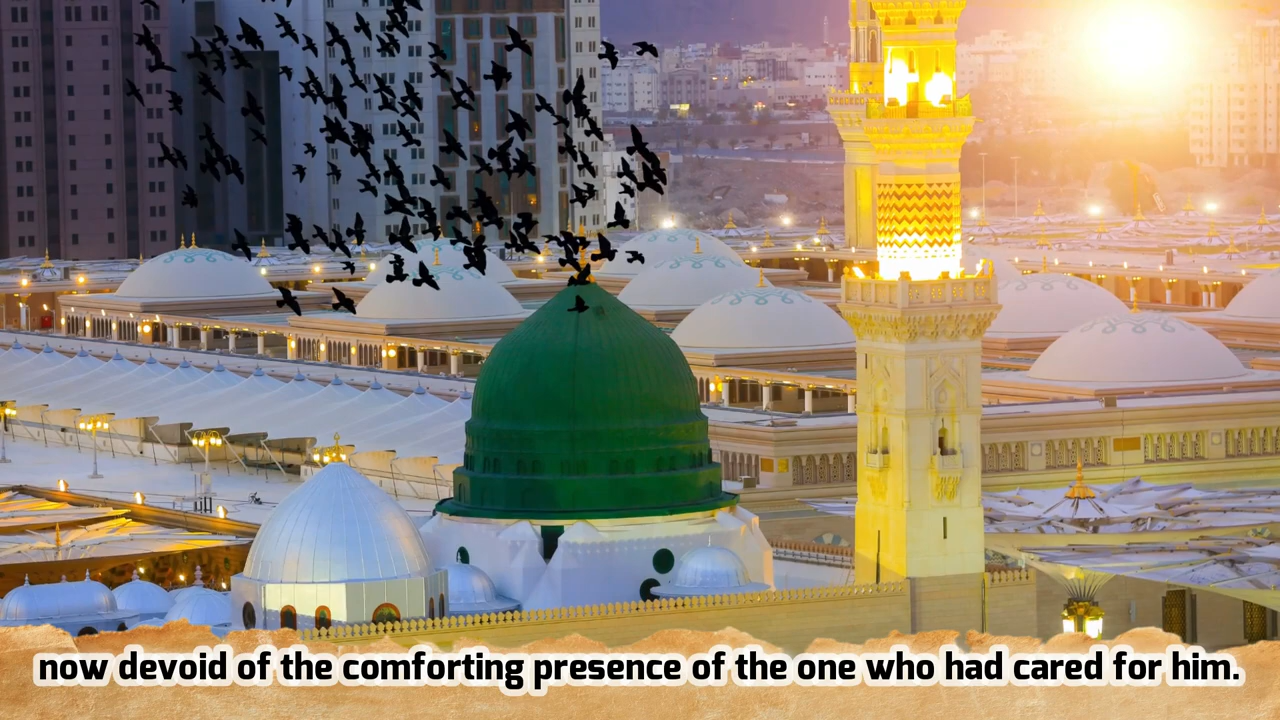 now devoid of the comforting presence of the one who had cared for him.